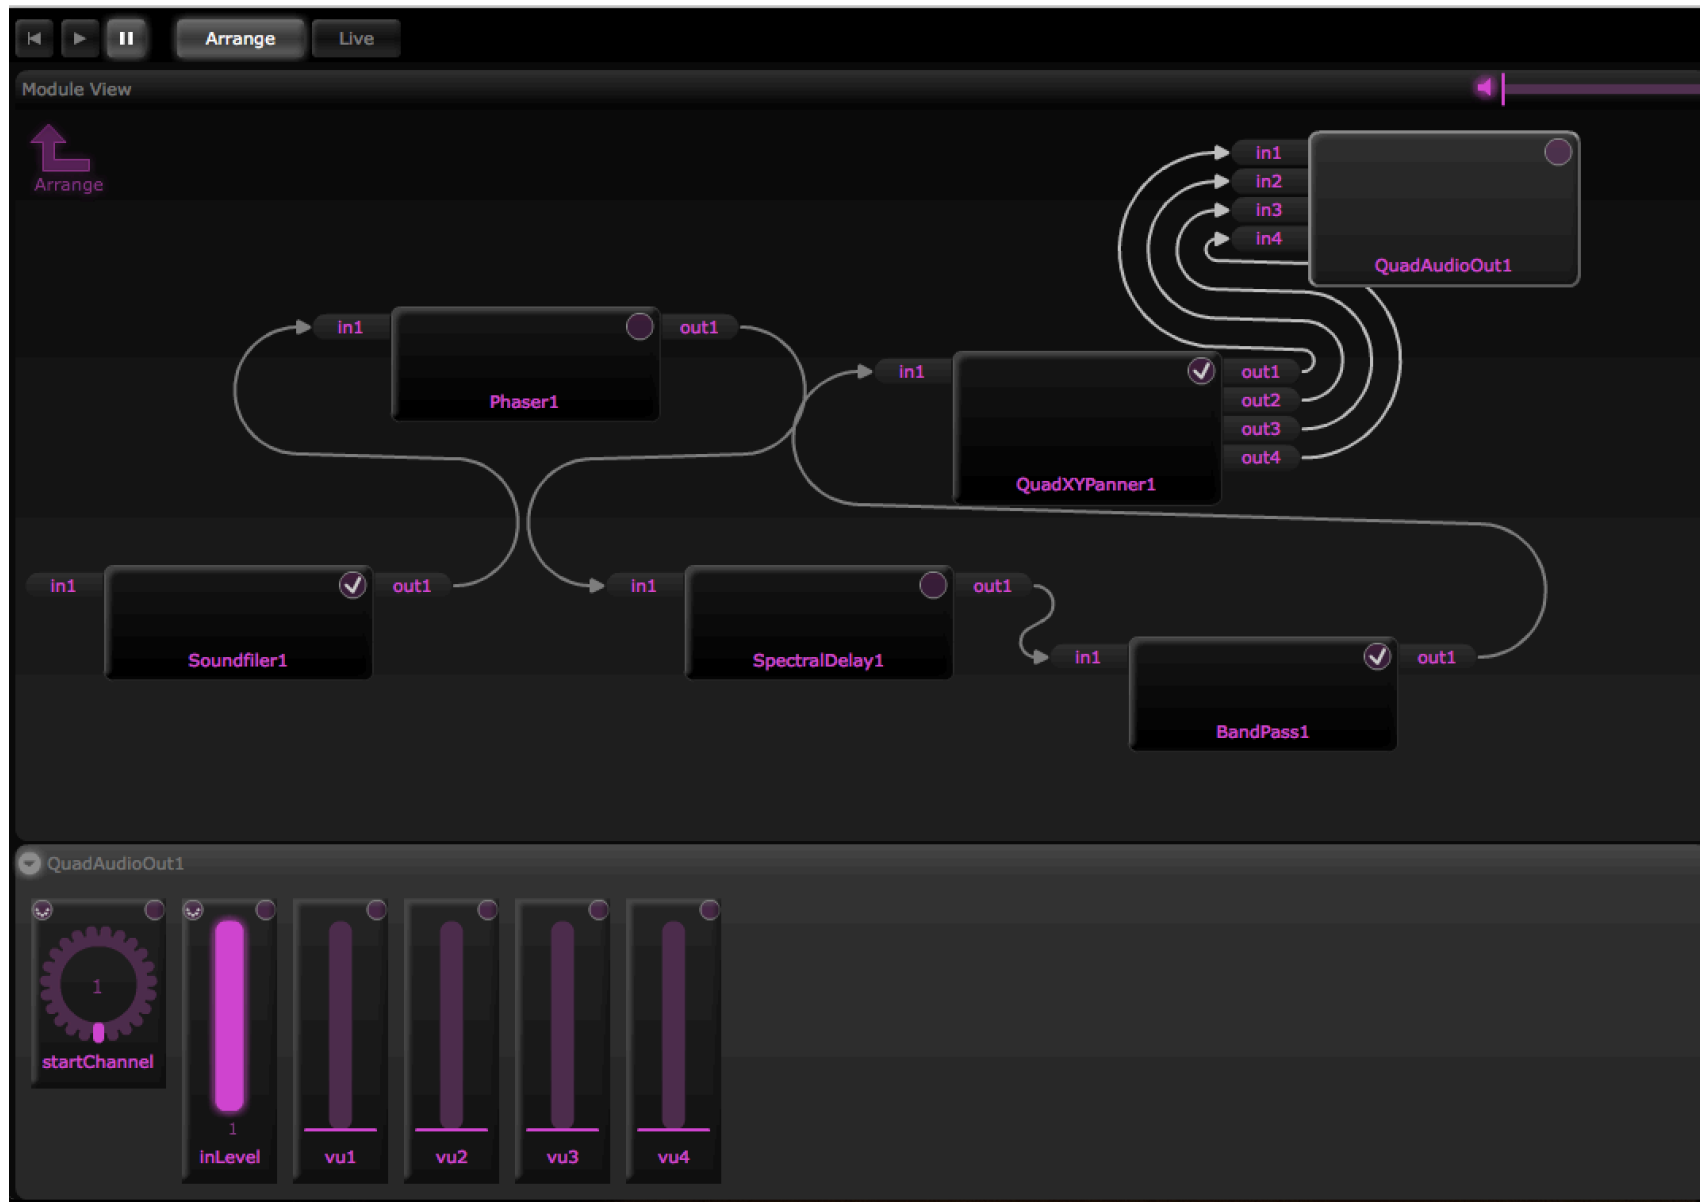 Arrange Live
Module View
Arrange
in1
in2
in3
in4
QuadAudioOut1
in1 out1
Phaser1
in1 out1
out2
out3
out4
QuadXYPanner1
in1 out1
Soundfiler1
in1 out1
SpectralDelay1
in1 out1
BandPass1
QuadAudioOut1
1
startChannel
1
inLevel vu1 vu2 vu3 vu4